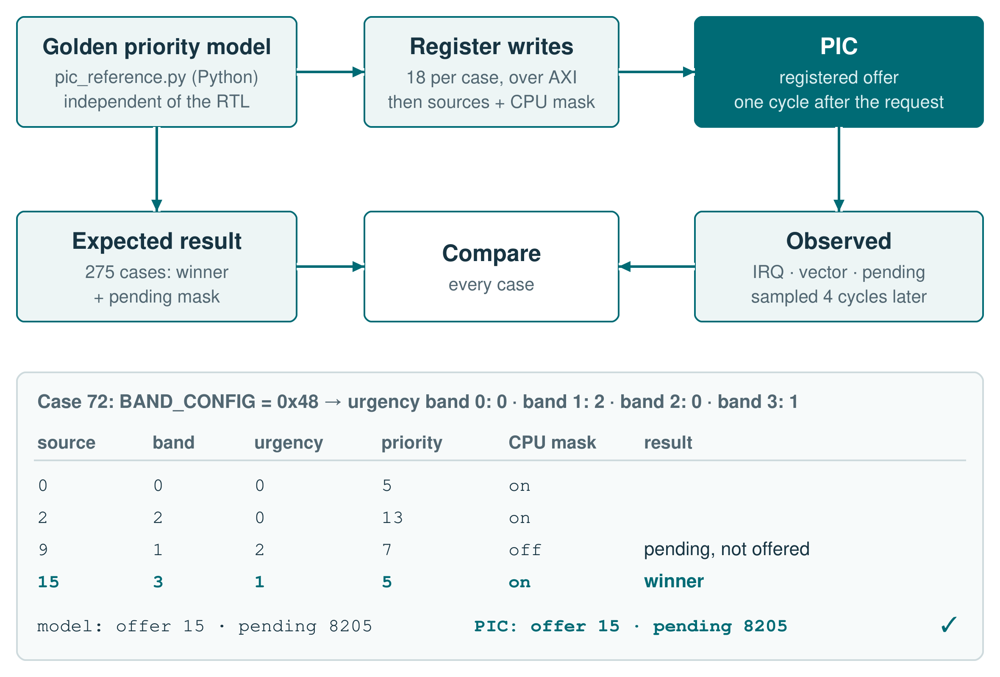 Golden priority model
pic_reference.py (Python)
independent of the RTL
Register writes
18 per case, over AXI
then sources + CPU mask
PIC
registered offer
one cycle after the request
Expected result
275 cases: winner
+ pending mask
Compare
every case
Observed
IRQ · vector · pending
sampled 4 cycles later
Case 72: BAND_CONFIG = 0x48 → urgency band 0: 0 · band 1: 2 · band 2: 0 · band 3: 1
source band urgency priority CPU mask result
0 0 0 5 on
2 2 0 13 on
9 1 2 7 off pending, not offered
15 3 1 5 on winner
model: offer 15 · pending 8205 PIC: offer 15 · pending 8205 ✓